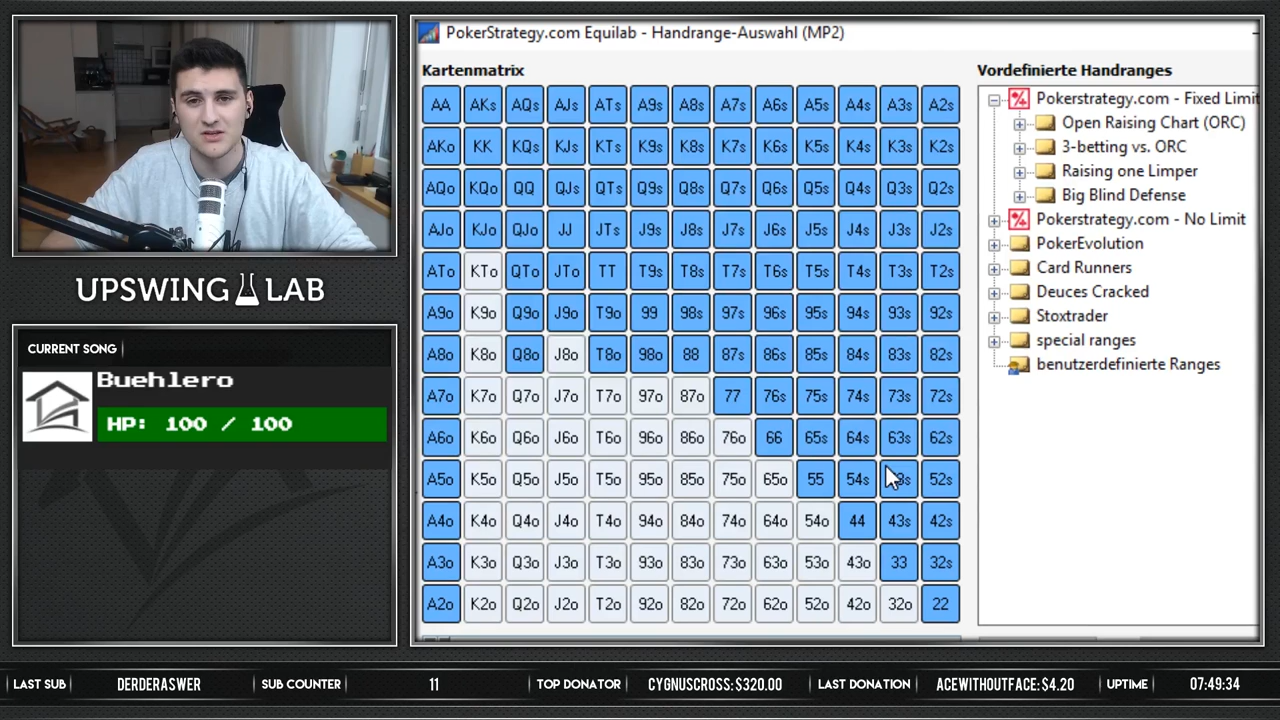 PokerStrategy.com Equilab - Handrange-Auswahl (MP2)
Kartenmatrix
AA AKs AQs AJs ATs A9s A8s A7s A6s A5s A4s A3s A2s
AKo KK KQs KJs KTs K9s K8s K7s K6s K5s K4s K3s K2s
AQo KQo QQ QJs QTs Q9s Q8s Q7s Q6s Q5s Q4s Q3s Q2s
AJo KJo QJo JJ JTs J9s J8s J7s J6s J5s J4s J3s J2s
ATo KTo QTo JTo TT T9s T8s T7s T6s T5s T4s T3s T2s
A9o K9o Q9o J9o T9o 99 98s 97s 96s 95s 94s 93s 92s
A8o K8o Q8o J8o T8o 98o 88 87s 86s 85s 84s 83s 82s
A7o K7o Q7o J7o T7o 97o 87o 77 76s 75s 74s 73s 72s
A6o K6o Q6o J6o T6o 96o 86o 76o 66 65s 64s 63s 62s
A5o K5o Q5o J5o T5o 95o 85o 75o 65o 55 54s 52s
A4o K4o Q4o J4o T4o 94o 84o 74o 64o 54o 44 43s 42s
A3o K3o Q3o J3o T3o 93o 83o 73o 63o 53o 43o 33 32s
A2o K2o Q2o J2o T2o 92o 82o 72o 62o 52o 42o 32o 22
Vordefinierte Handranges
Pokerstrategy.com - Fixed Limit
Open Raising Chart (ORC)
3-betting vs. ORC
Raising one Limper
Big Blind Defense
Pokerstrategy.com - No Limit
PokerEvolution
Card Runners
Deuces Cracked
Stoxtrader
special ranges
benutzerdefinierte Ranges
UPSWING LAB
CURRENT SONG
Buehlero
HP: 100 / 100
LAST SUB DERDERASWER SUB COUNTER 11 TOP DONATOR CYGNUSCROSS: $320.00 LAST DONATION ACEWITHOUTFACE: $4.20 UPTIME 07:49:34